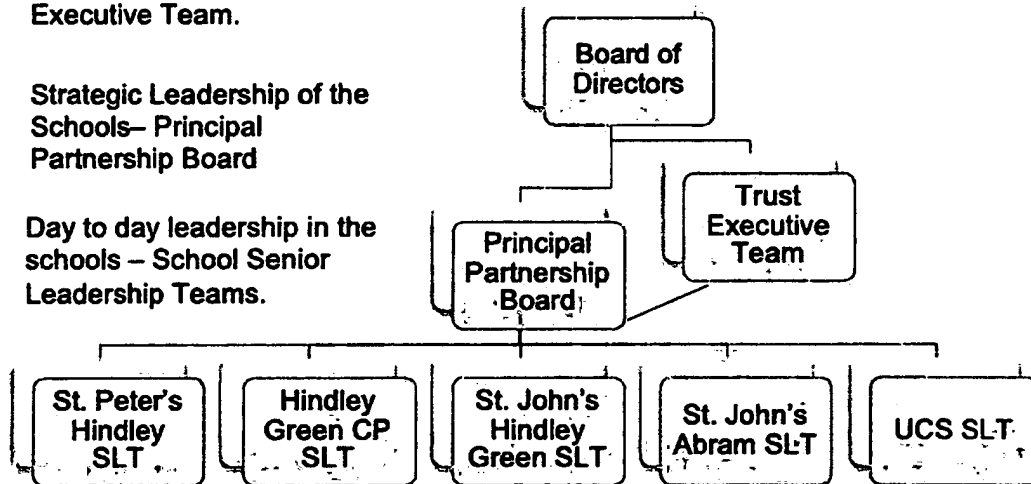 Executive Team.
Strategic Leadership of the
Schools– Principal
Partnership Board
Day to day leadership in the
schools – School Senior
Leadership Teams.
Board of
Directors
Trust
Executive
Team
Principal
Partnership
Board
St. Peter's
Hindley
SLT
Hindley
Green CP
SLT
St. John's
Hindley
Green SLT
St. John's
Abram SLT
UCS SLT